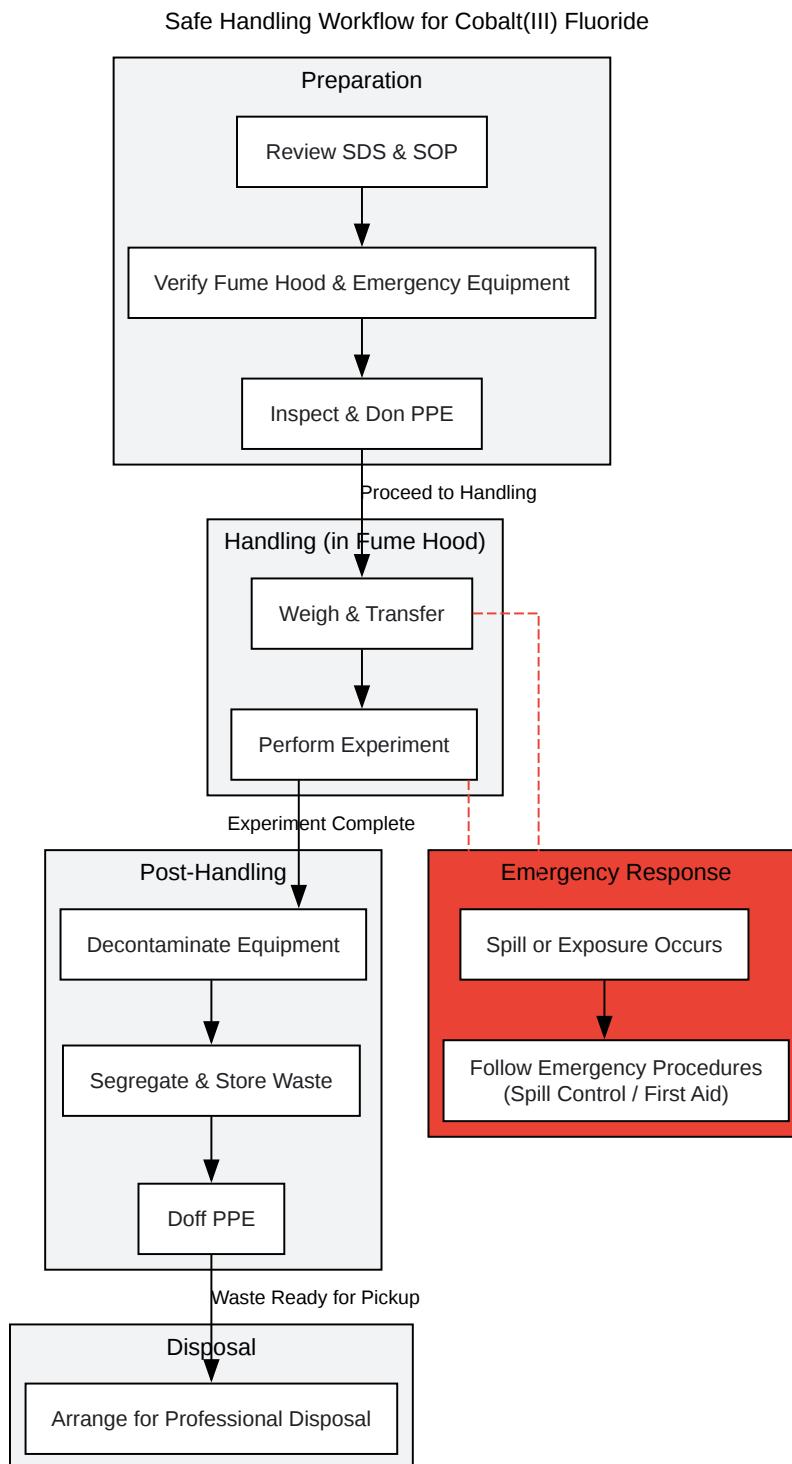 Safe Handling Workflow for Cobalt(III) Fluoride
Preparation
Review SDS & SOP
Verify Fume Hood & Emergency Equipment
Inspect & Don PPE
Proceed to Handling
Handling (in Fume Hood)
Weigh & Transfer
Perform Experiment
Experiment Complete
Post-Handling
Decontaminate Equipment
Segregate & Store Waste
Doff PPE
Emergency Response
Spill or Exposure Occurs
Follow Emergency Procedures
(Spill Control / First Aid)
Waste Ready for Pickup
Disposal
Arrange for Professional Disposal